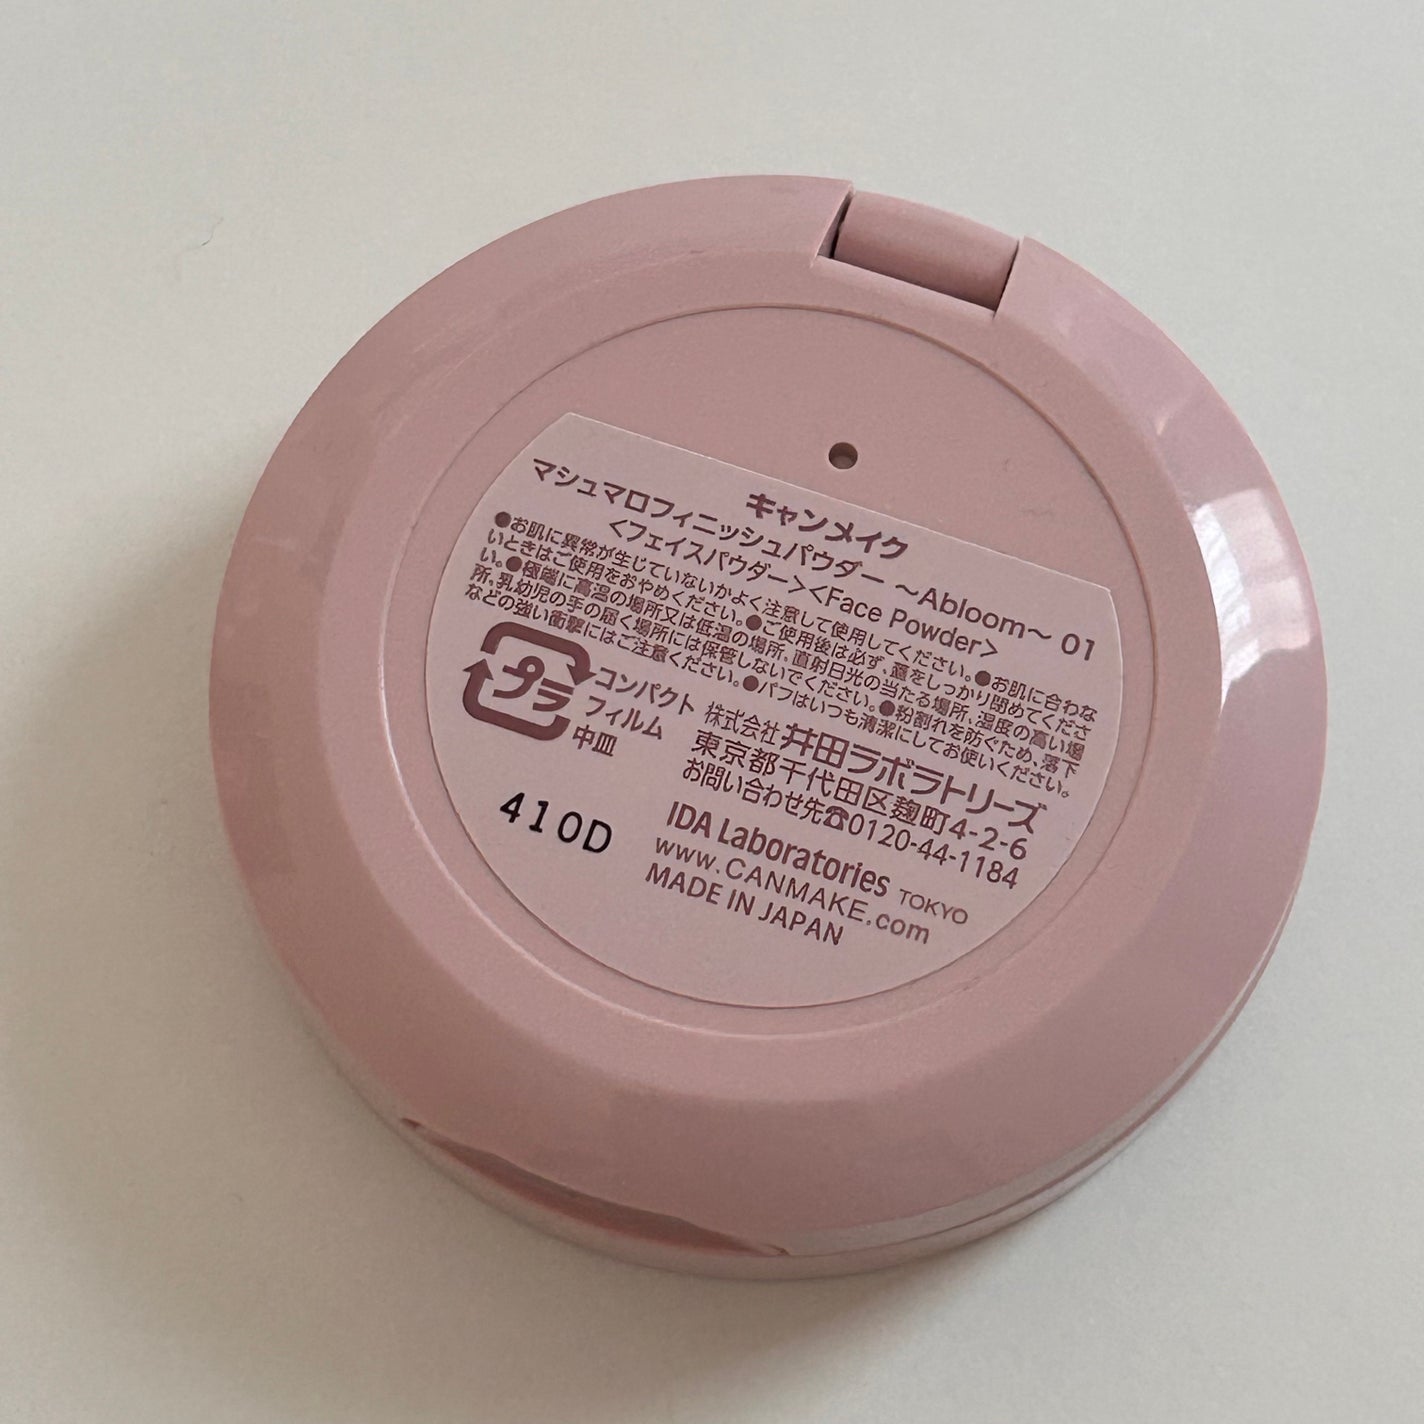 キャンメイク
マシュマロフィニッシュパウダー ～Abloom～ 01
<フェイスパウダー><Face Powder>
●お肌に異常が生じていないかよく注意して使用してください。●お肌に合わな
いときはご使用をおやめください。●ご使用後は必ず、蓋をしっかり閉めてくださ
い。●極端に高温の場所又は低温の場所、直射日光の当たる場所、湿度の高い場
所、乳幼児の手の届く場所には保管しないでください。●粉割れを防ぐため、落下
などの強い衝撃にはご注意ください。●パフはいつも清潔にしてお使いください。
プラ
コンパクト
フィルム
中皿
株式会社 井田ラボラトリーズ
東京都千代田区麹町4-2-6
お問い合わせ先☎0120-44-1184
IDA Laboratories TOKYO
www.CANMAKE.com
MADE IN JAPAN
410D